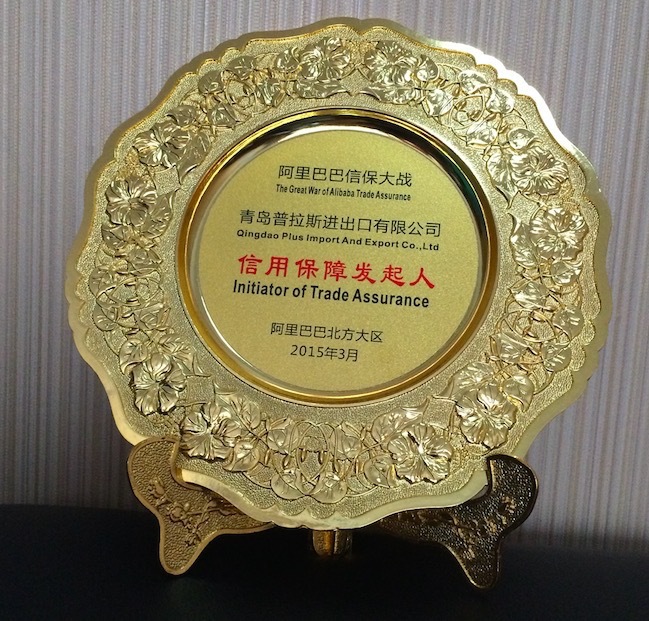 阿里巴巴信保大战
The Great War of Alibaba Trade Assurance
青岛普拉斯进出口有限公司
Qingdao Plus Import And Export Co.,Ltd
信用保障发起人
Initiator of Trade Assurance
阿里巴巴北方大区
2015年3月